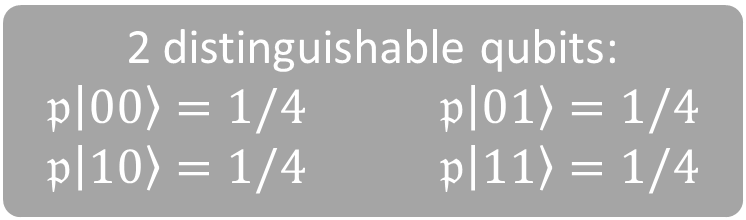 2 distinguishable qubits:
𝔭|00⟩ = 1/4 𝔭|01⟩ = 1/4
𝔭|10⟩ = 1/4 𝔭|11⟩ = 1/4